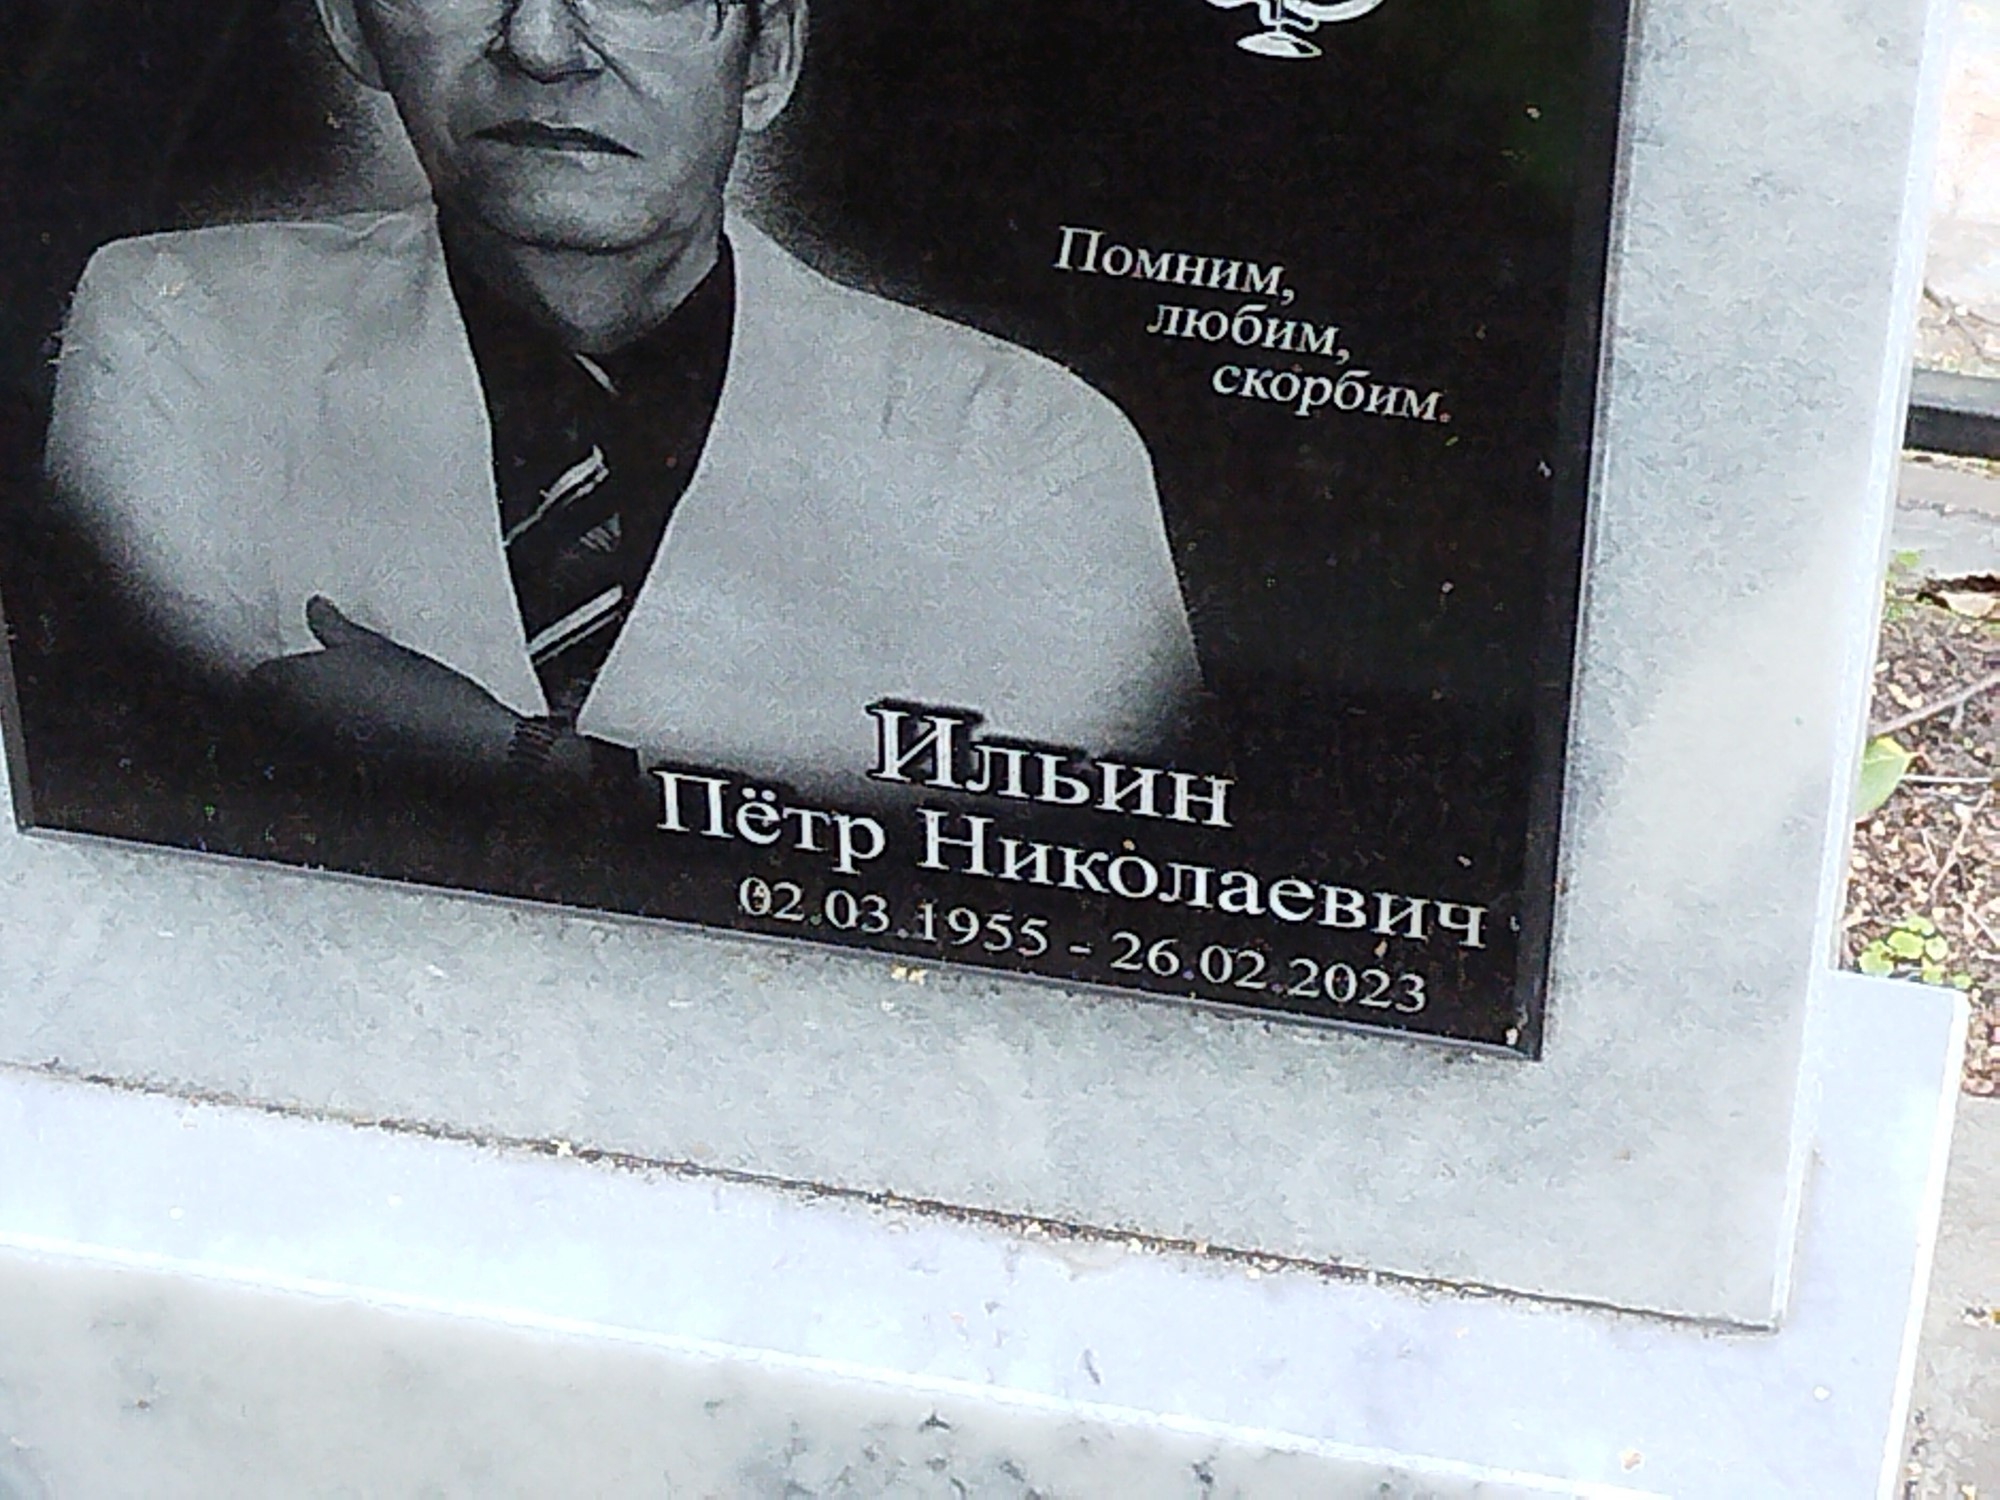 Помним,
любим,
скорбим.
Ильин
Пётр Николаевич
02.03.1955 - 26.02.2023